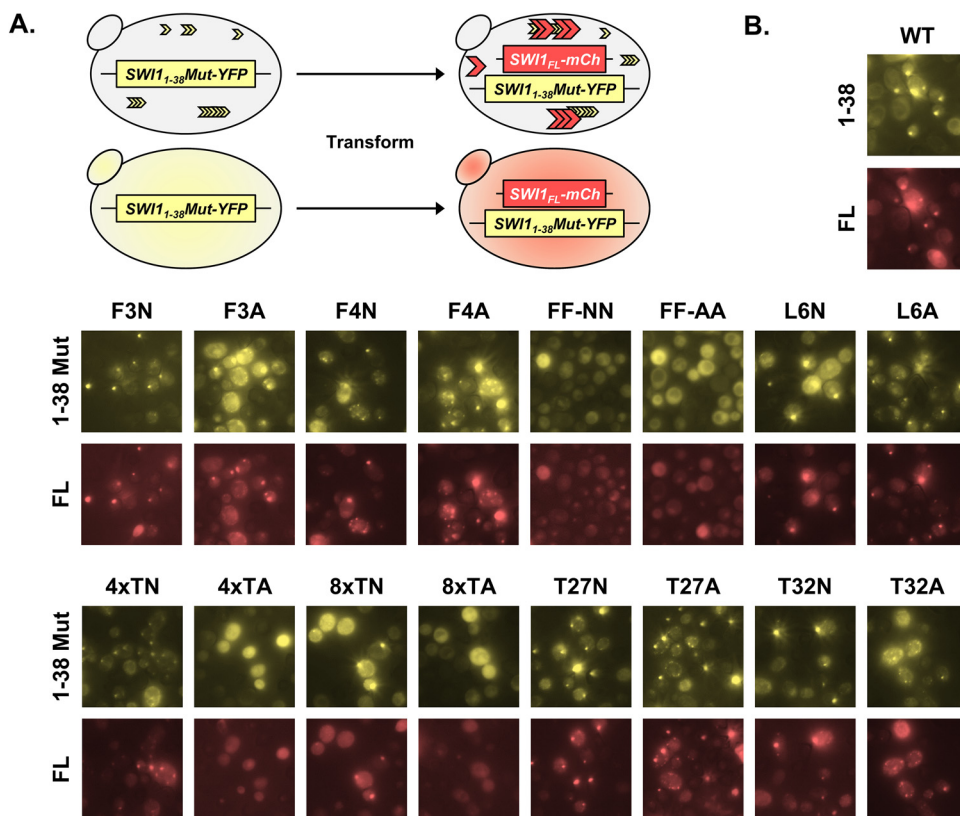 A.
SWI1₁₋₃₈Mut-YFP
SWI1FL-mCh
SWI1₁₋₃₈Mut-YFP
Transform
SWI1₁₋₃₈Mut-YFP
SWI1FL-mCh
SWI1₁₋₃₈Mut-YFP
B.
WT
1-38
FL
F3N F3A F4N F4A FF-NN FF-AA L6N L6A
1-38 Mut
FL
4xTN 4xTA 8xTN 8xTA T27N T27A T32N T32A
1-38 Mut
FL